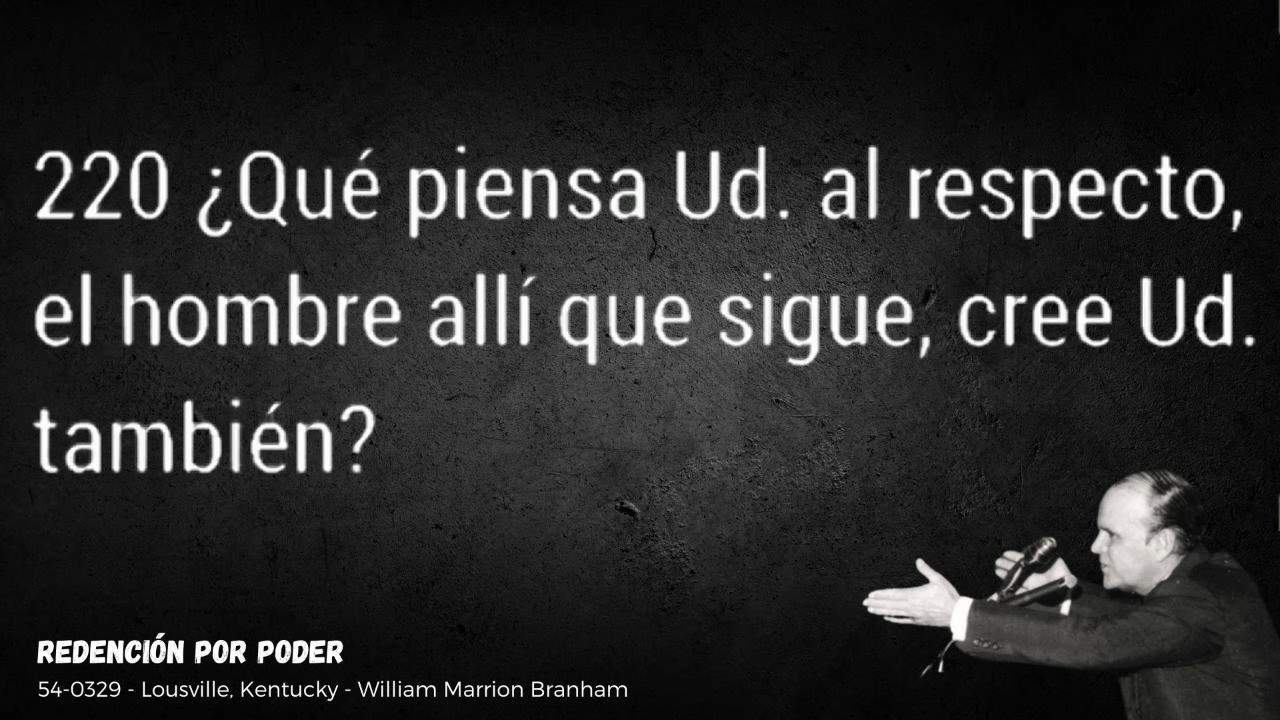 220 ¿Qué piensa Ud. al respecto,
el hombre allí que sigue, cree Ud.
también?
REDENCIÓN POR PODER
54-0329 - Lousville, Kentucky - William Marrion Branham